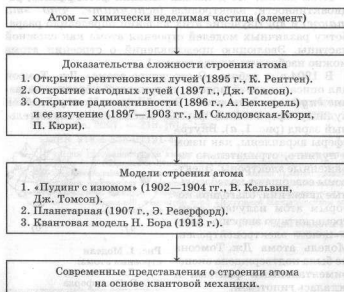 Атом — химически неделимая частица (элемент)
Доказательства сложности строения атома
1. Открытие рентгеновских лучей (1895 г., К. Рентген).
2. Открытие катодных лучей (1897 г., Дж. Томсон).
3. Открытие радиоактивности (1896 г., А. Беккерель)
и ее изучение (1897—1903 гг., М. Склодовская-Кюри,
П. Кюри).
Модели строения атома
1. «Пудинг с изюмом» (1902—1904 гг., В. Кельвин,
Дж. Томсон).
2. Планетарная (1907 г., Э. Резерфорд).
3. Квантовая модель Н. Бора (1913 г.).
Современные представления о строении атома
на основе квантовой механики.